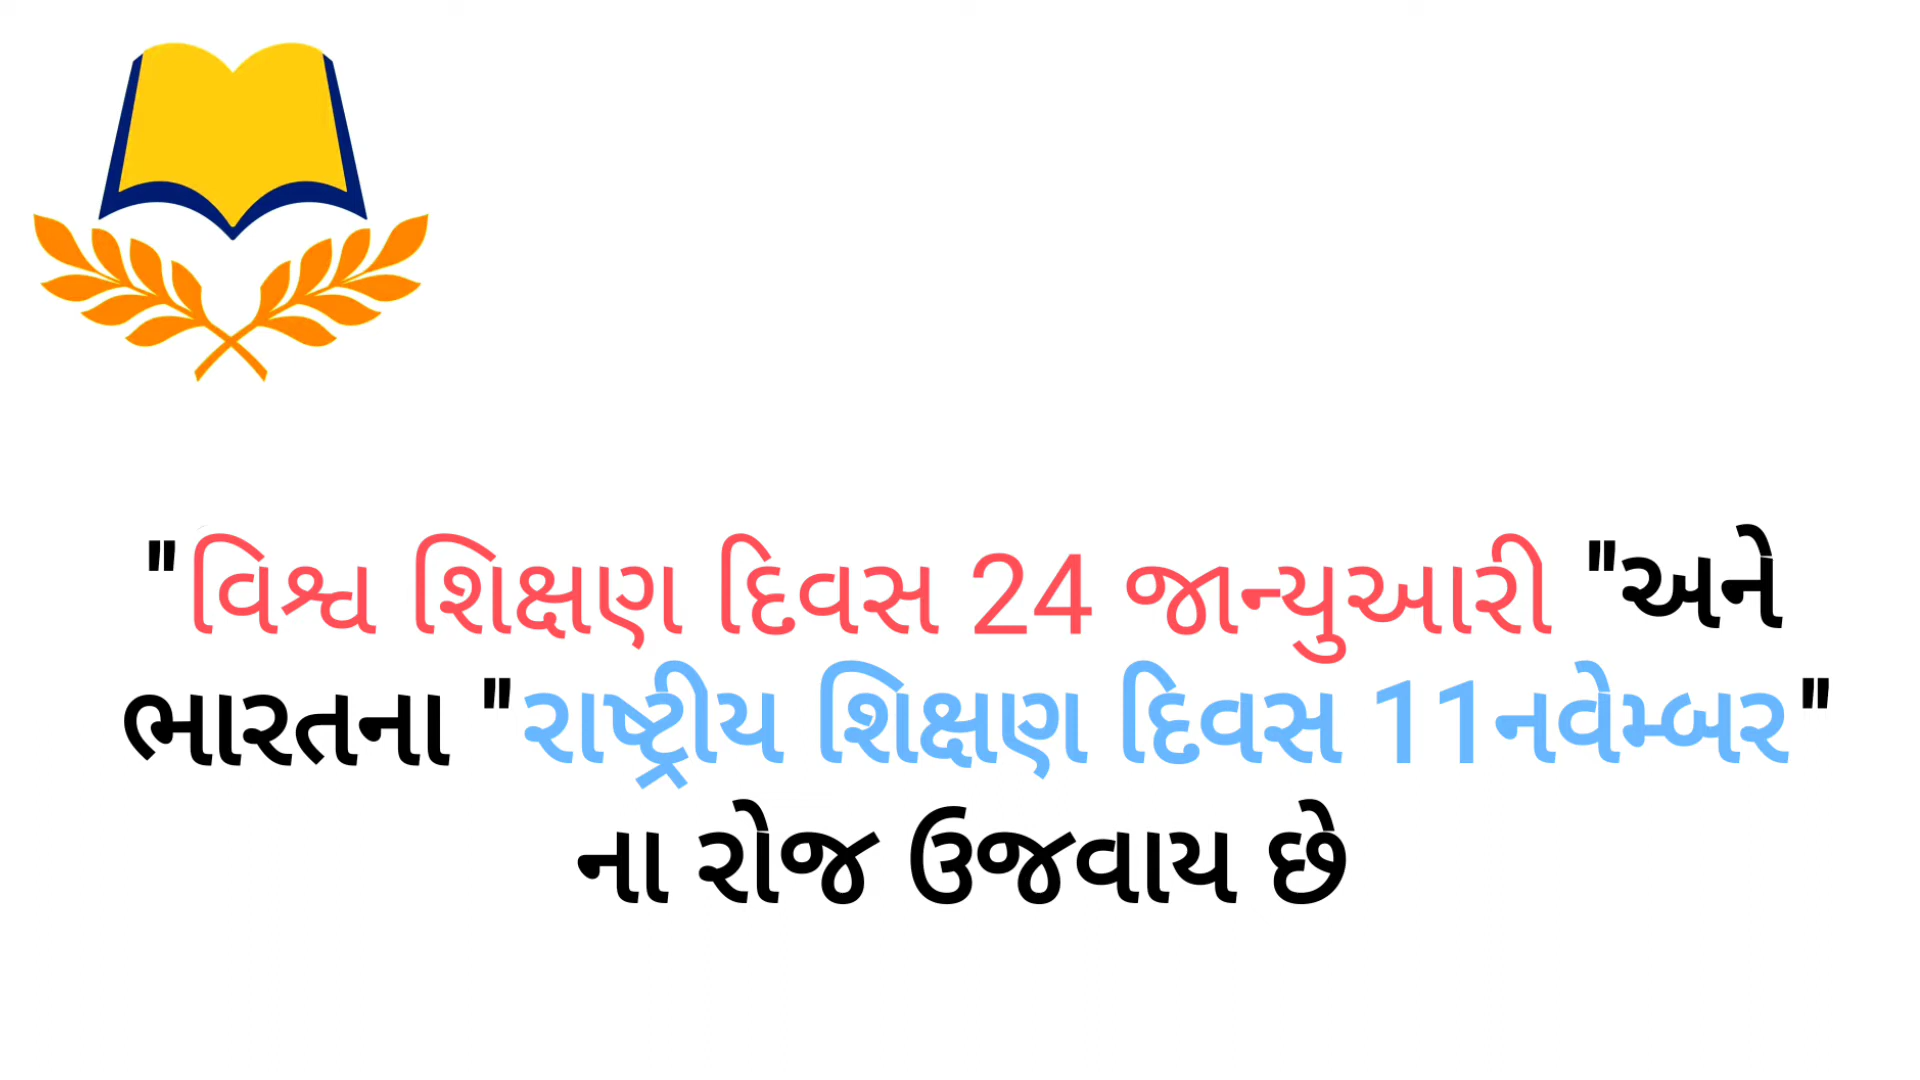 "વિશ્વ શિક્ષણ દિવસ 24 જાન્યુઆરી "અને
ભારતના "રાષ્ટ્રીય શિક્ષણ દિવસ 11નવેમ્બર"
ના રોજ ઉજવાય છે